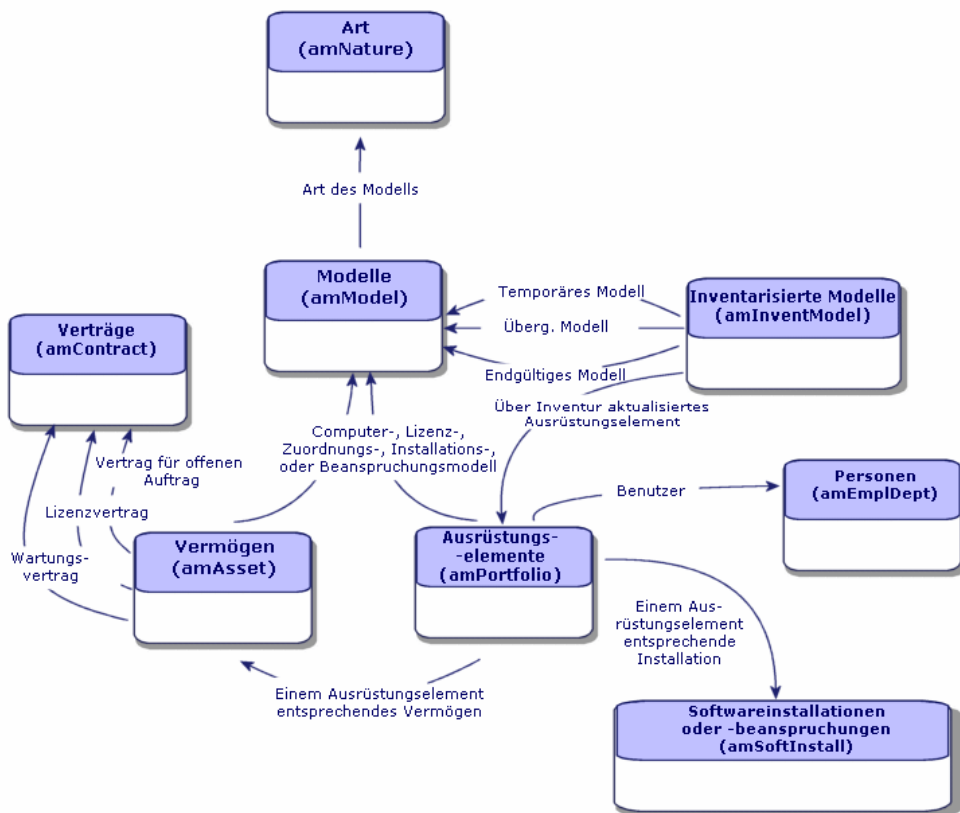 Art
(amNature)
Art des Modells
Modelle
(amModel)
Temporäres Modell
Überg. Modell
Endgültiges Modell
Inventarisierte Modelle
(amInventModel)
Verträge
(amContract)
Über Inventur aktualisiertes
Ausrüstungselement
Computer-, Lizenz-,
Zuordnungs-, Installations-,
oder Beanspruchungsmodell
Vertrag für offenen
Auftrag
Lizenzvertrag
Wartungs-
vertrag
Benutzer
Personen
(amEmplDept)
Vermögen
(amAsset)
Ausrüstungs-
-elemente
(amPortfolio)
Einem Aus-
rüstungselement
entsprechende
Installation
Einem Ausrüstungselement
entsprechendes Vermögen
Softwareinstallationen
oder -beanspruchungen
(amSoftInstall)